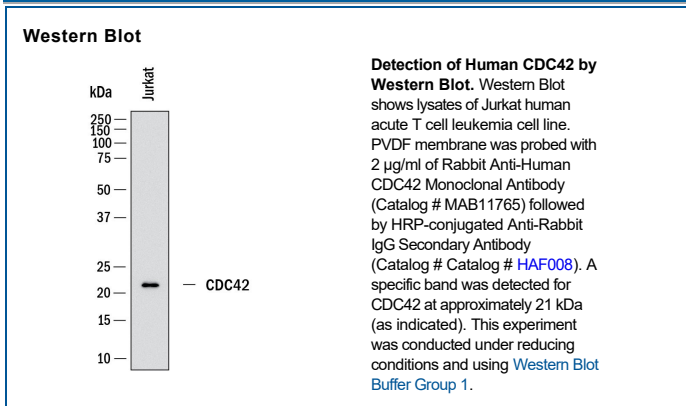 Western Blot
kDa
Jurkat
250
150
100
75
50
37
25
20
15
10
CDC42
Detection of Human CDC42 by
Western Blot. Western Blot
shows lysates of Jurkat human
acute T cell leukemia cell line.
PVDF membrane was probed with
2 µg/ml of Rabbit Anti-Human
CDC42 Monoclonal Antibody
(Catalog # MAB11765) followed
by HRP-conjugated Anti-Rabbit
IgG Secondary Antibody
(Catalog # Catalog # HAF008). A
specific band was detected for
CDC42 at approximately 21 kDa
(as indicated). This experiment
was conducted under reducing
conditions and using Western Blot
Buffer Group 1.